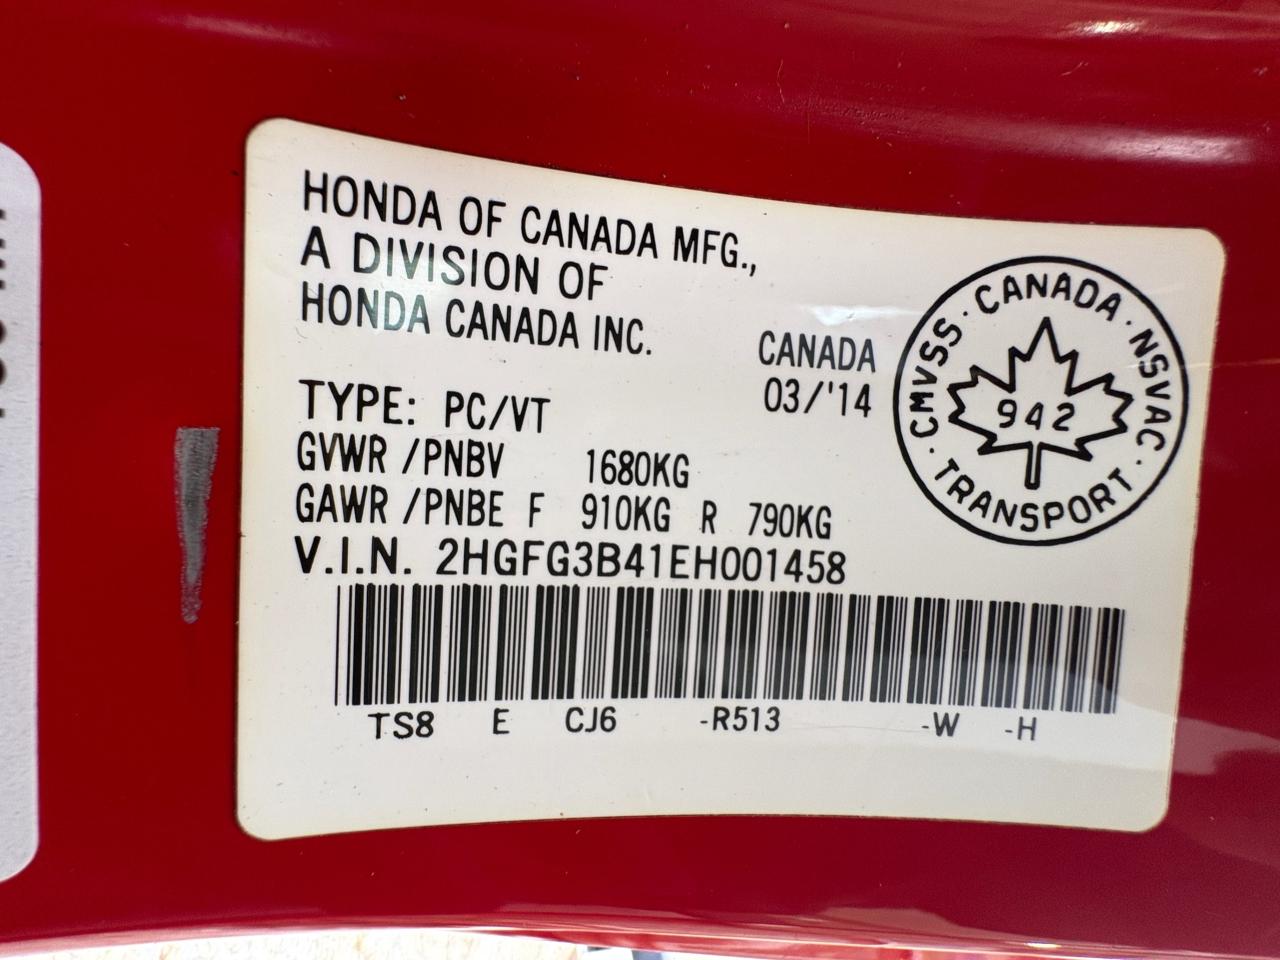 HONDA OF CANADA MFG.,
A DIVISION OF
HONDA CANADA INC.
CANADA
03/'14
TYPE: PC/VT
GVWR /PNBV 1680KG
GAWR /PNBE F 910KG R 790KG
V.I.N. 2HGFG3B41EH001458
TS8 E CJ6 -R513 -W -H
CMVSS · CANADA · NSVAC · TRANSPORT ·
942